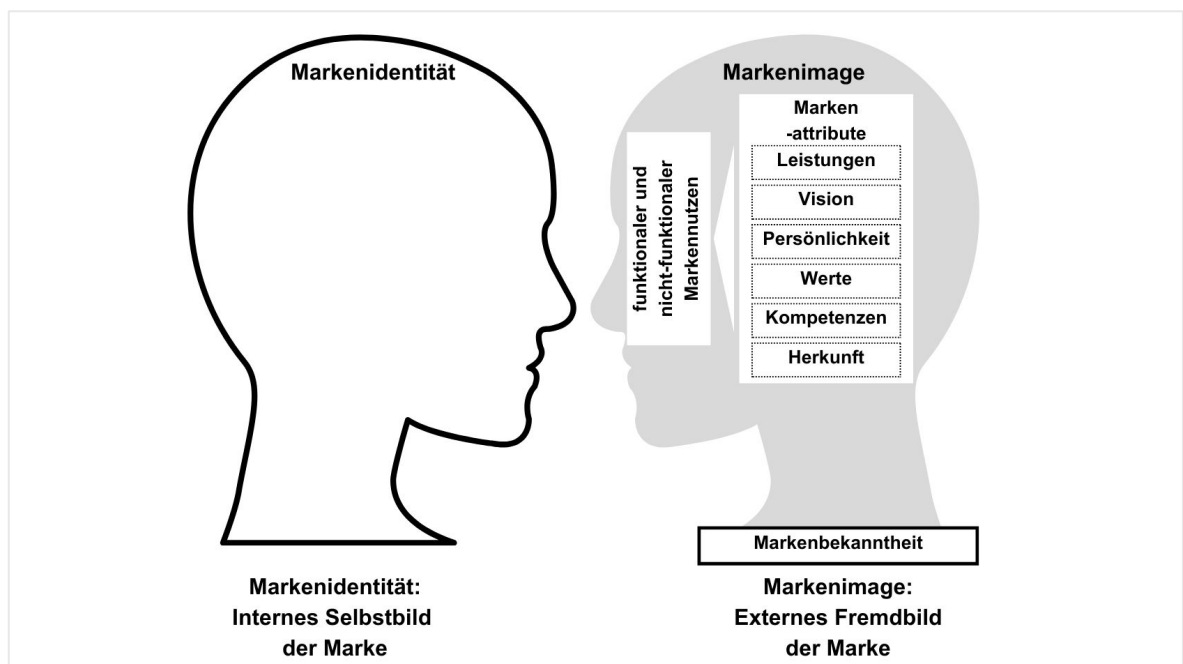 Markenidentität
Markenimage
funktionaler und
nicht-funktionaler
Markennutzen
Marken
-attribute
Leistungen
Vision
Persönlichkeit
Werte
Kompetenzen
Herkunft
Markenbekanntheit
Markenidentität:
Internes Selbstbild
der Marke
Markenimage:
Externes Fremdbild
der Marke